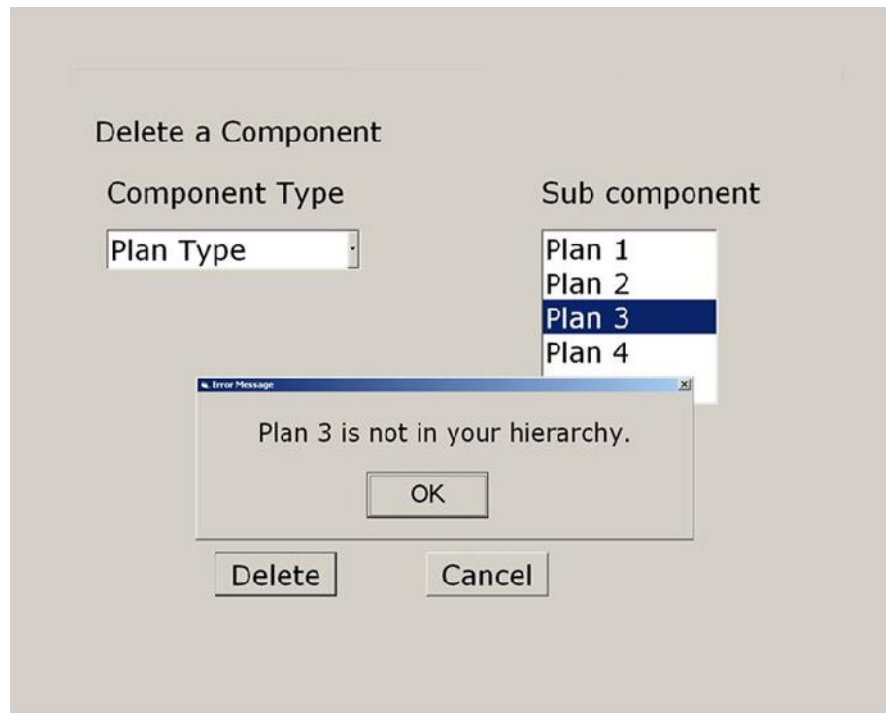 Delete a Component
Component Type
Sub component
Plan Type
Plan 1
Plan 2
Plan 3
Plan 4
Error Message
Plan 3 is not in your hierarchy.
OK
Delete
Cancel